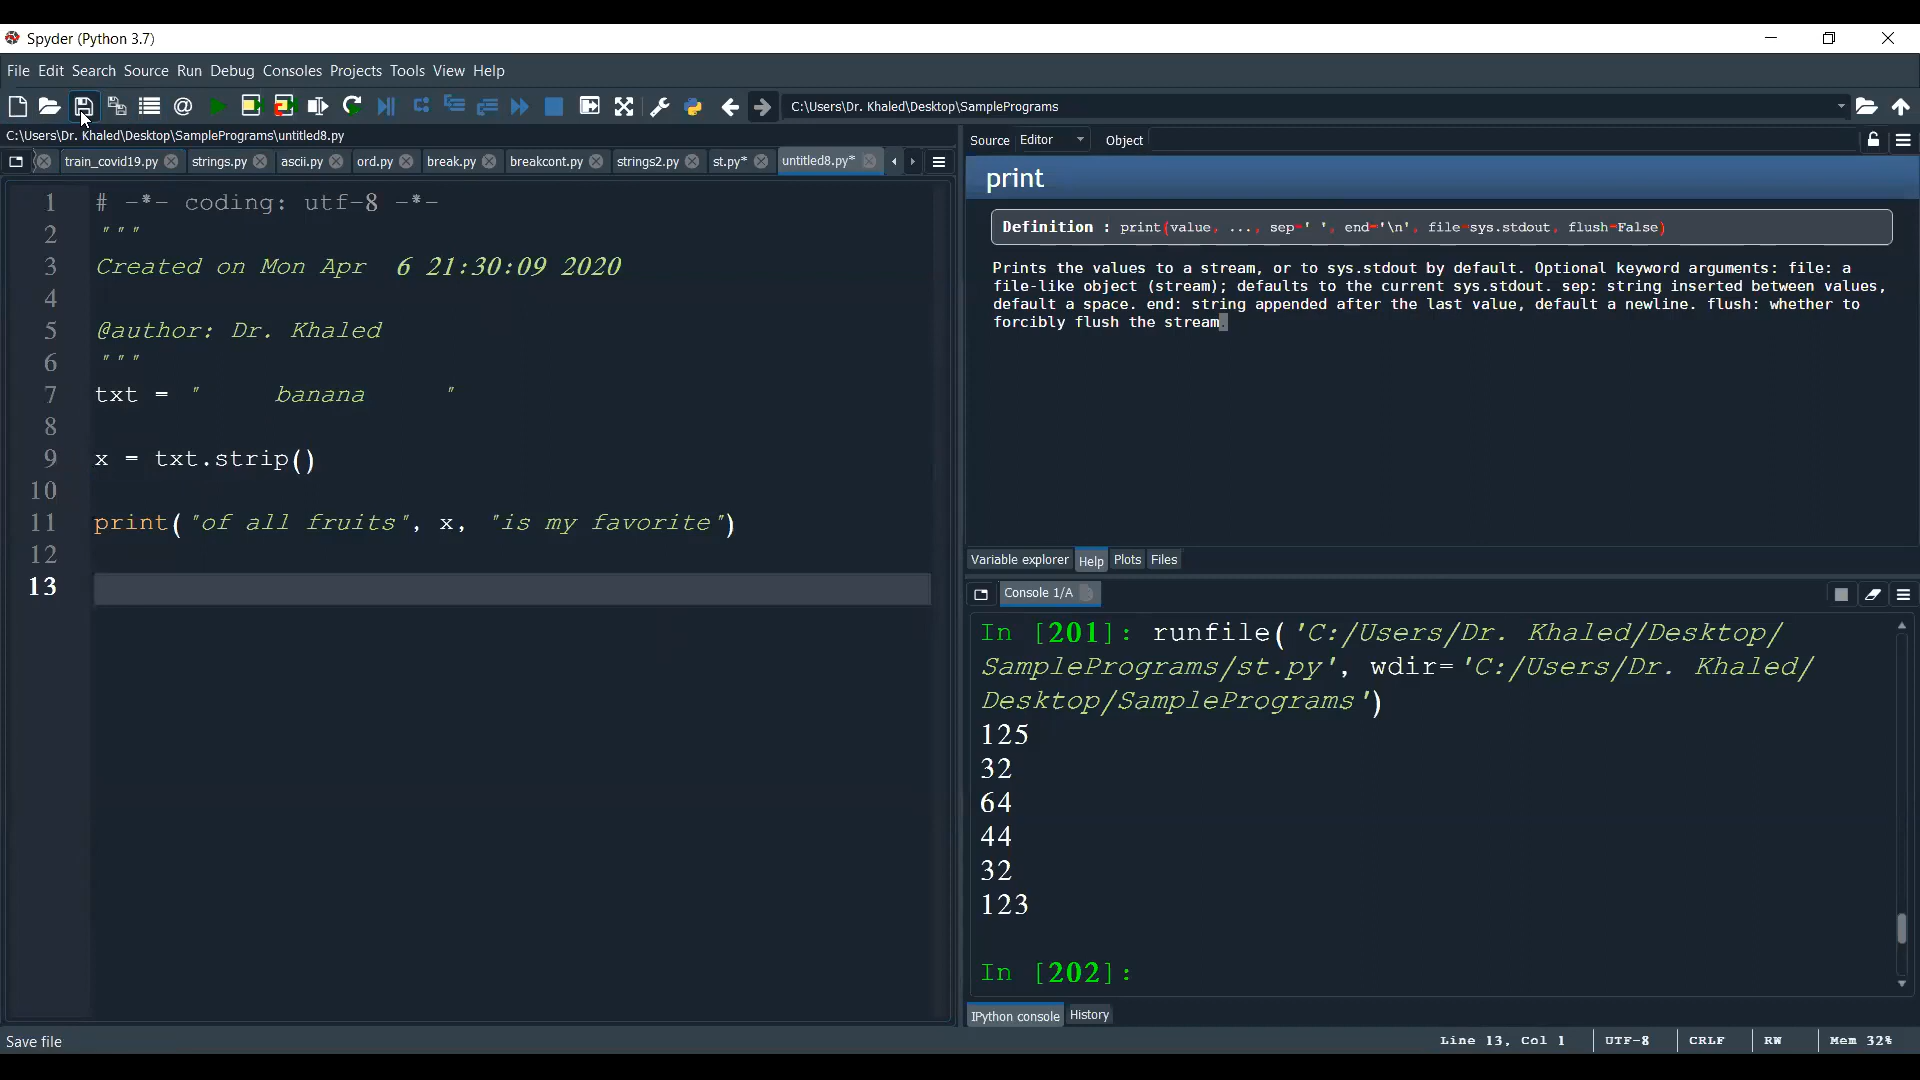 Spyder (Python 3.7)
File Edit Search Source Run Debug Consoles Projects Tools View Help
C:\Users\Dr. Khaled\Desktop\SamplePrograms
C:\Users\Dr. Khaled\Desktop\SamplePrograms\untitled8.py
train_covid19.py strings.py ascii.py ord.py break.py breakcont.py strings2.py st.py* untitled8.py*
1 # -*- coding: utf-8 -*-
2 """
3 Created on Mon Apr  6 21:30:09 2020
4
5 @author: Dr. Khaled
6 """
7 txt = "     banana     "
8
9 x = txt.strip()
10
11 print("of all fruits", x, "is my favorite")
12
13
Source Editor Object
print
Definition : print(value, ..., sep=' ', end='\n', file=sys.stdout, flush=False)
Prints the values to a stream, or to sys.stdout by default. Optional keyword arguments: file: a
file-like object (stream); defaults to the current sys.stdout. sep: string inserted between values,
default a space. end: string appended after the last value, default a newline. flush: whether to
forcibly flush the stream.
Variable explorer Help Plots Files
Console 1/A
In [201]: runfile('C:/Users/Dr. Khaled/Desktop/
SamplePrograms/st.py', wdir='C:/Users/Dr. Khaled/
Desktop/SamplePrograms')
125
32
64
44
32
123
In [202]:
IPython console History
Save file
Line 13, Col 1 UTF-8 CRLF RW Mem 32%